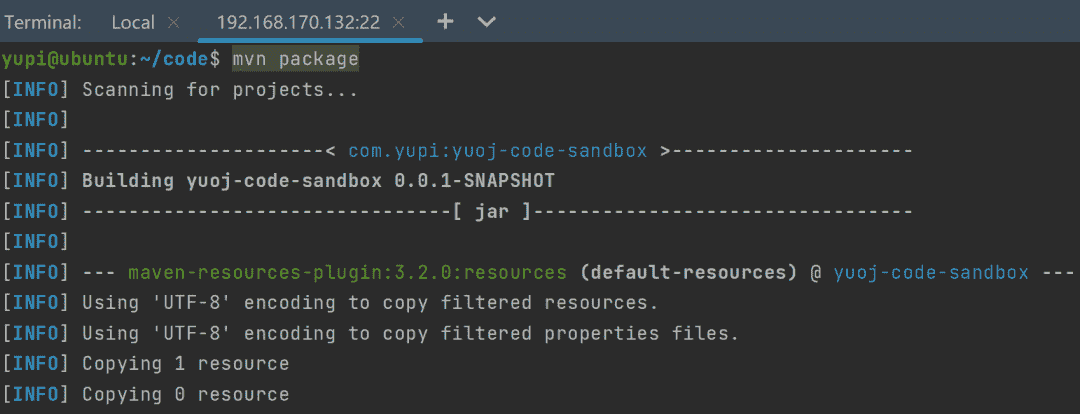 Terminal: Local × 192.168.170.132:22 × +
yupi@ubuntu:~/code$ mvn package
[INFO] Scanning for projects...
[INFO]
[INFO] ---------------------< com.yupi:yuoj-code-sandbox >---------------------
[INFO] Building yuoj-code-sandbox 0.0.1-SNAPSHOT
[INFO] --------------------------------[ jar ]---------------------------------
[INFO]
[INFO] --- maven-resources-plugin:3.2.0:resources (default-resources) @ yuoj-code-sandbox ---
[INFO] Using 'UTF-8' encoding to copy filtered resources.
[INFO] Using 'UTF-8' encoding to copy filtered properties files.
[INFO] Copying 1 resource
[INFO] Copying 0 resource